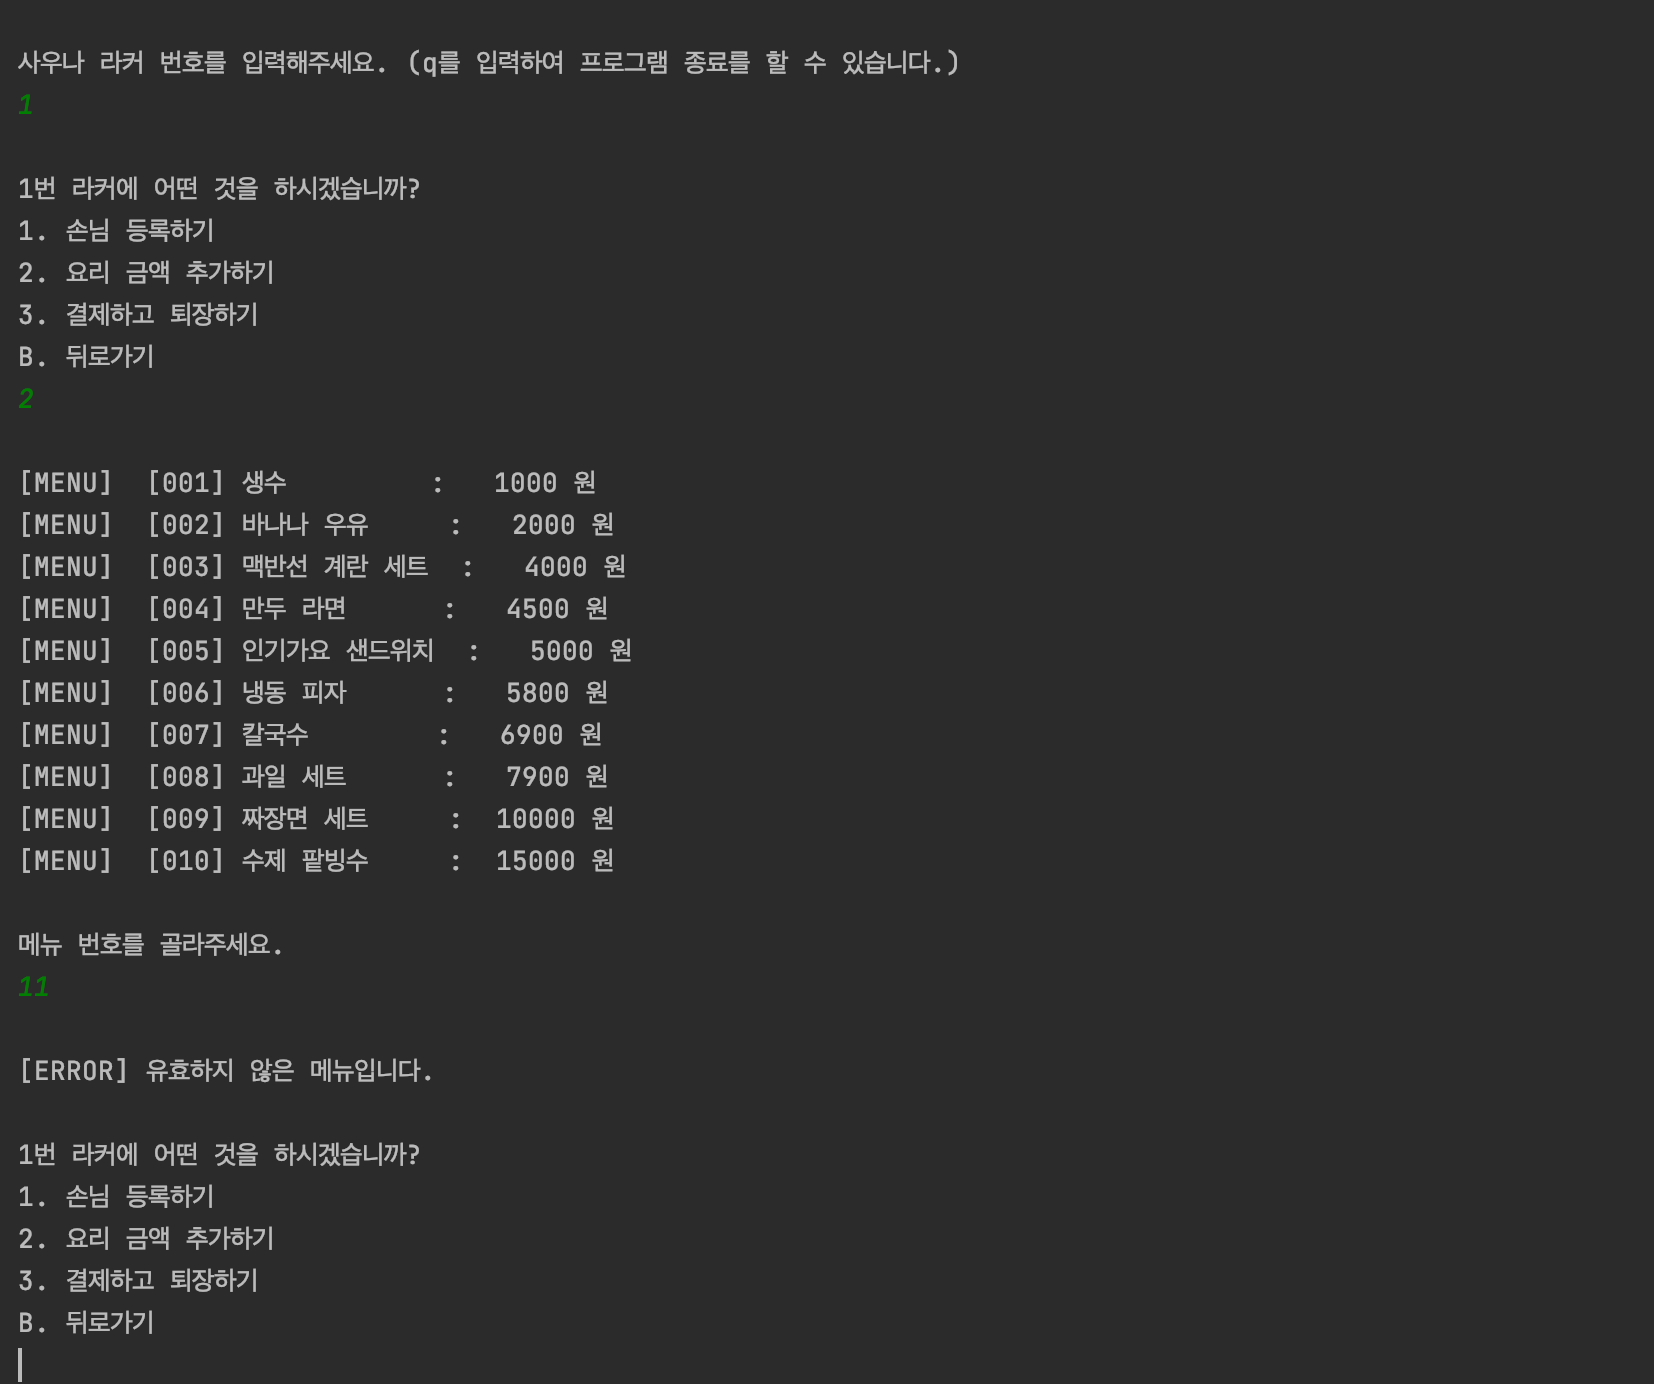 사우나 라커 번호를 입력해주세요. (q를 입력하여 프로그램 종료를 할 수 있습니다.)
1
1번 라커에 어떤 것을 하시겠습니까?
1. 손님 등록하기
2. 요리 금액 추가하기
3. 결제하고 퇴장하기
B. 뒤로가기
2
[MENU]  [001] 생수         :   1000 원
[MENU]  [002] 바나나 우유     :   2000 원
[MENU]  [003] 맥반선 계란 세트  :   4000 원
[MENU]  [004] 만두 라면      :   4500 원
[MENU]  [005] 인기가요 샌드위치  :   5000 원
[MENU]  [006] 냉동 피자      :   5800 원
[MENU]  [007] 칼국수        :   6900 원
[MENU]  [008] 과일 세트      :   7900 원
[MENU]  [009] 짜장면 세트     :  10000 원
[MENU]  [010] 수제 팥빙수     :  15000 원
메뉴 번호를 골라주세요.
11
[ERROR] 유효하지 않은 메뉴입니다.
1번 라커에 어떤 것을 하시겠습니까?
1. 손님 등록하기
2. 요리 금액 추가하기
3. 결제하고 퇴장하기
B. 뒤로가기